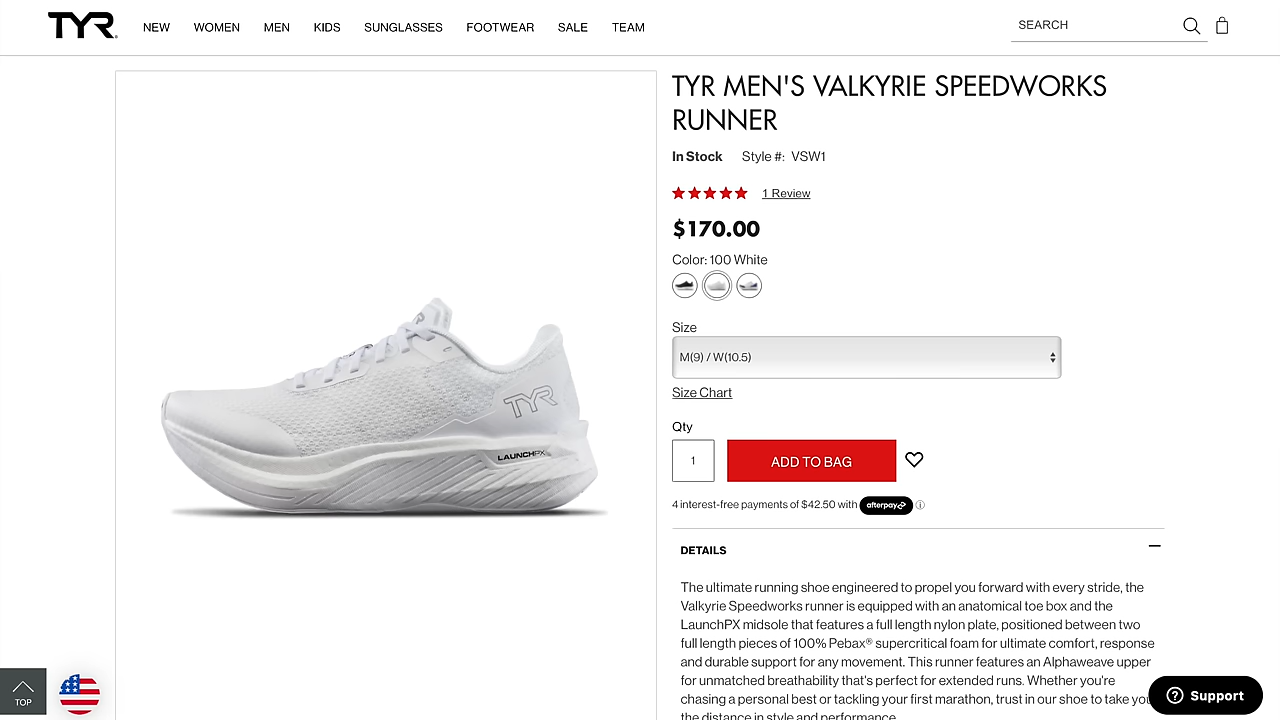 TYR
NEW WOMEN MEN KIDS SUNGLASSES FOOTWEAR SALE TEAM
SEARCH
TYR MEN'S VALKYRIE SPEEDWORKS
RUNNER
In Stock Style #: VSW1
1 Review
$170.00
Color: 100 White
Size
M(9) / W(10.5)
Size Chart
Qty
1
ADD TO BAG
4 interest-free payments of $42.50 with afterpay
DETAILS
The ultimate running shoe engineered to propel you forward with every stride, the
Valkyrie Speedworks runner is equipped with an anatomical toe box and the
LaunchPX midsole that features a full length nylon plate, positioned between two
full length pieces of 100% Pebax® supercritical foam for ultimate comfort, response
and durable support for any movement. This runner features an Alphaweave upper
for unmatched breathability that's perfect for extended runs. Whether you're
chasing a personal best or tackling your first marathon, trust in our shoe to take you
the distance in style and performance.
TYR
TYR
LAUNCHPX
TOP
Support